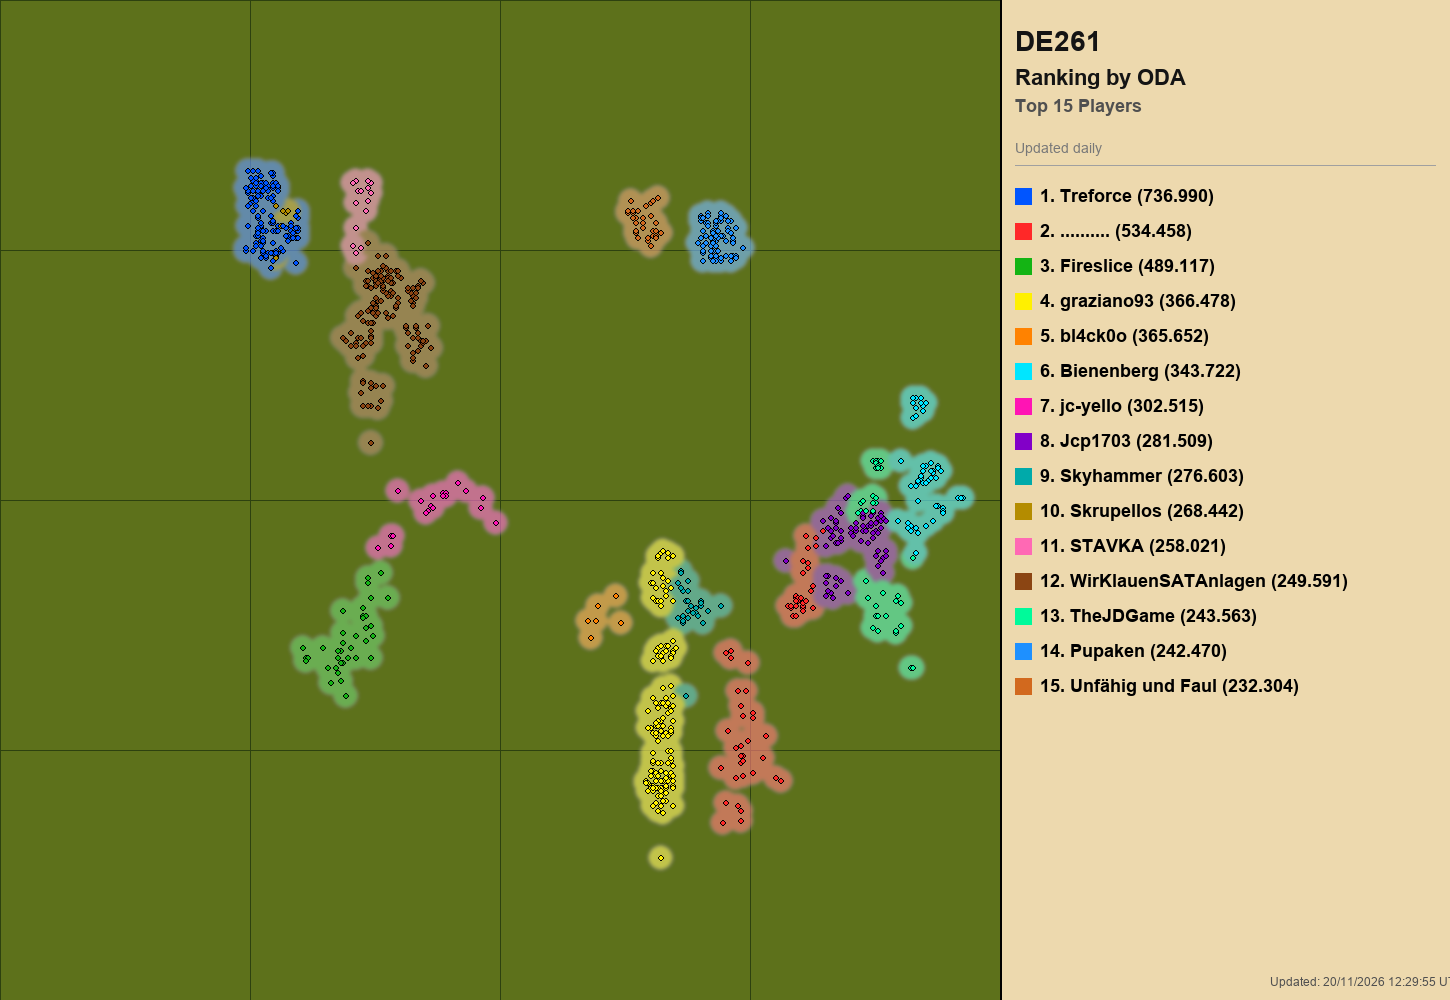 DE261
Ranking by ODA
Top 15 Players
Updated daily
1. Treforce (736.990)
2. .......... (534.458)
3. Fireslice (489.117)
4. graziano93 (366.478)
5. bl4ck0o (365.652)
6. Bienenberg (343.722)
7. jc-yello (302.515)
8. Jcp1703 (281.509)
9. Skyhammer (276.603)
10. Skrupellos (268.442)
11. STAVKA (258.021)
12. WirKlauenSATAnlagen (249.591)
13. TheJDGame (243.563)
14. Pupaken (242.470)
15. Unfähig und Faul (232.304)
Updated: 20/11/2026 12:29:55 U